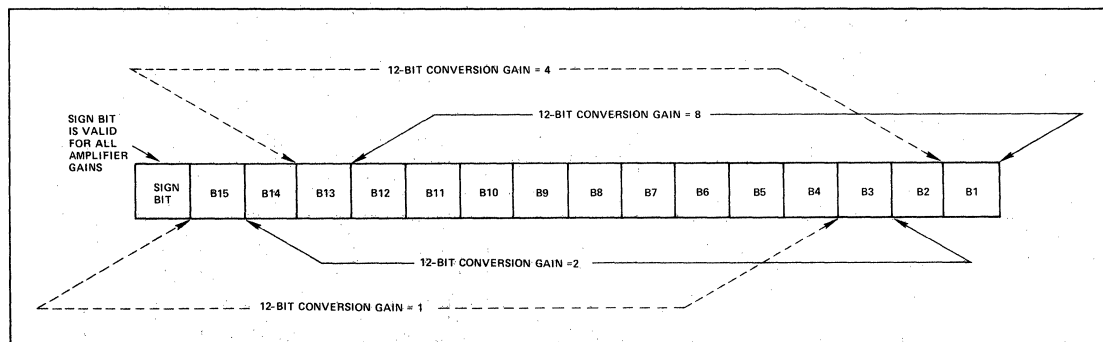 12-BIT CONVERSION GAIN = 4
SIGN BIT
IS VALID
FOR ALL
AMPLIFIER
GAINS
12-BIT CONVERSION GAIN = 8
SIGN
BIT
B15
B14
B13
B12
B11
B10
B9
B8
B7
B6
B5
B4
B3
B2
B1
12-BIT CONVERSION GAIN =2
12-BIT CONVERSION GAIN = 1